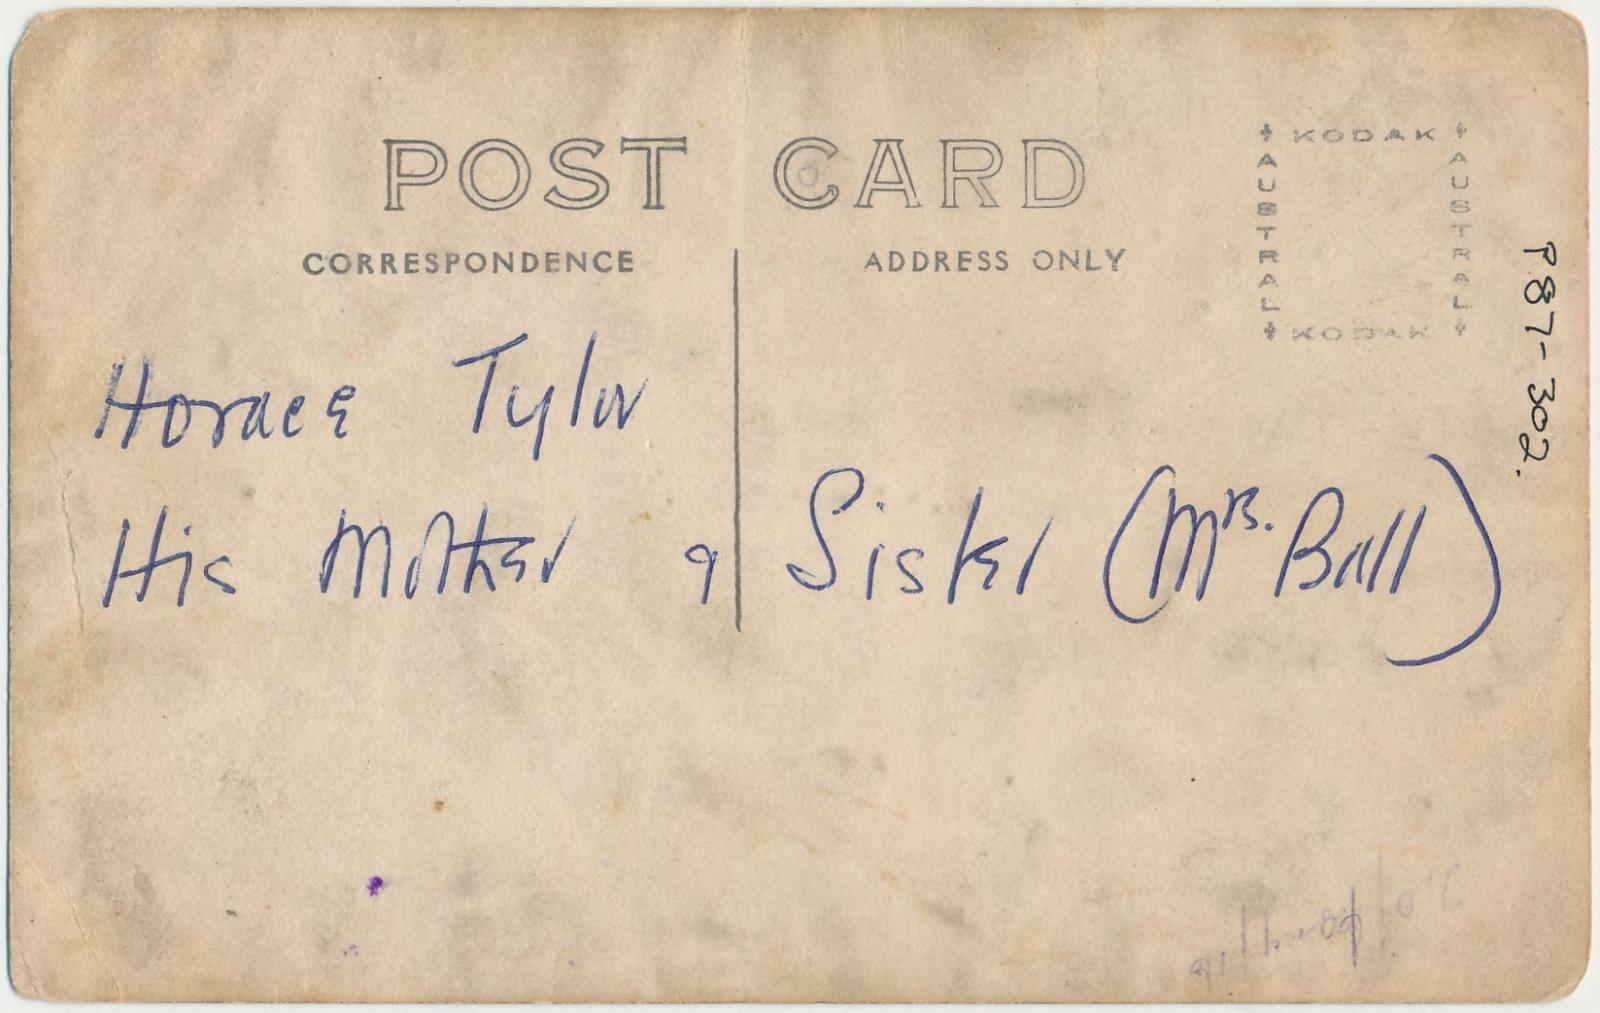 POST CARD
CORRESPONDENCE
ADDRESS ONLY
KODAK
AUSTRAL
AUSTRAL
KODAK
P87-302.
Horace Tylor
His Mother & Sister (Mrs. Ball)